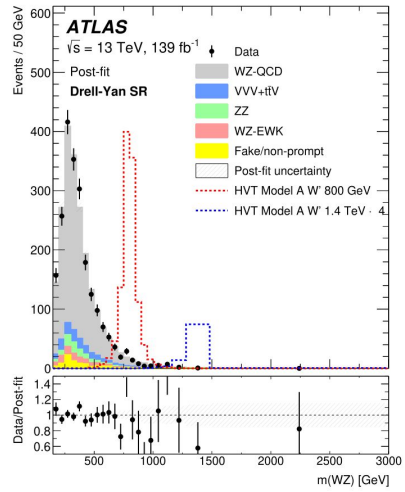 ATLAS
√s = 13 TeV, 139 fb⁻¹
Post-fit
Drell-Yan SR
Data
WZ-QCD
VVV+tt̄V
ZZ
WZ-EWK
Fake/non-prompt
Post-fit uncertainty
HVT Model A W' 800 GeV
HVT Model A W' 1.4 TeV · 4
Events / 50 GeV
600
500
400
300
200
100
0
Data/Post-fit
1.4
1.2
1
0.8
0.6
500
1000
1500
2000
2500
3000
m(WZ) [GeV]